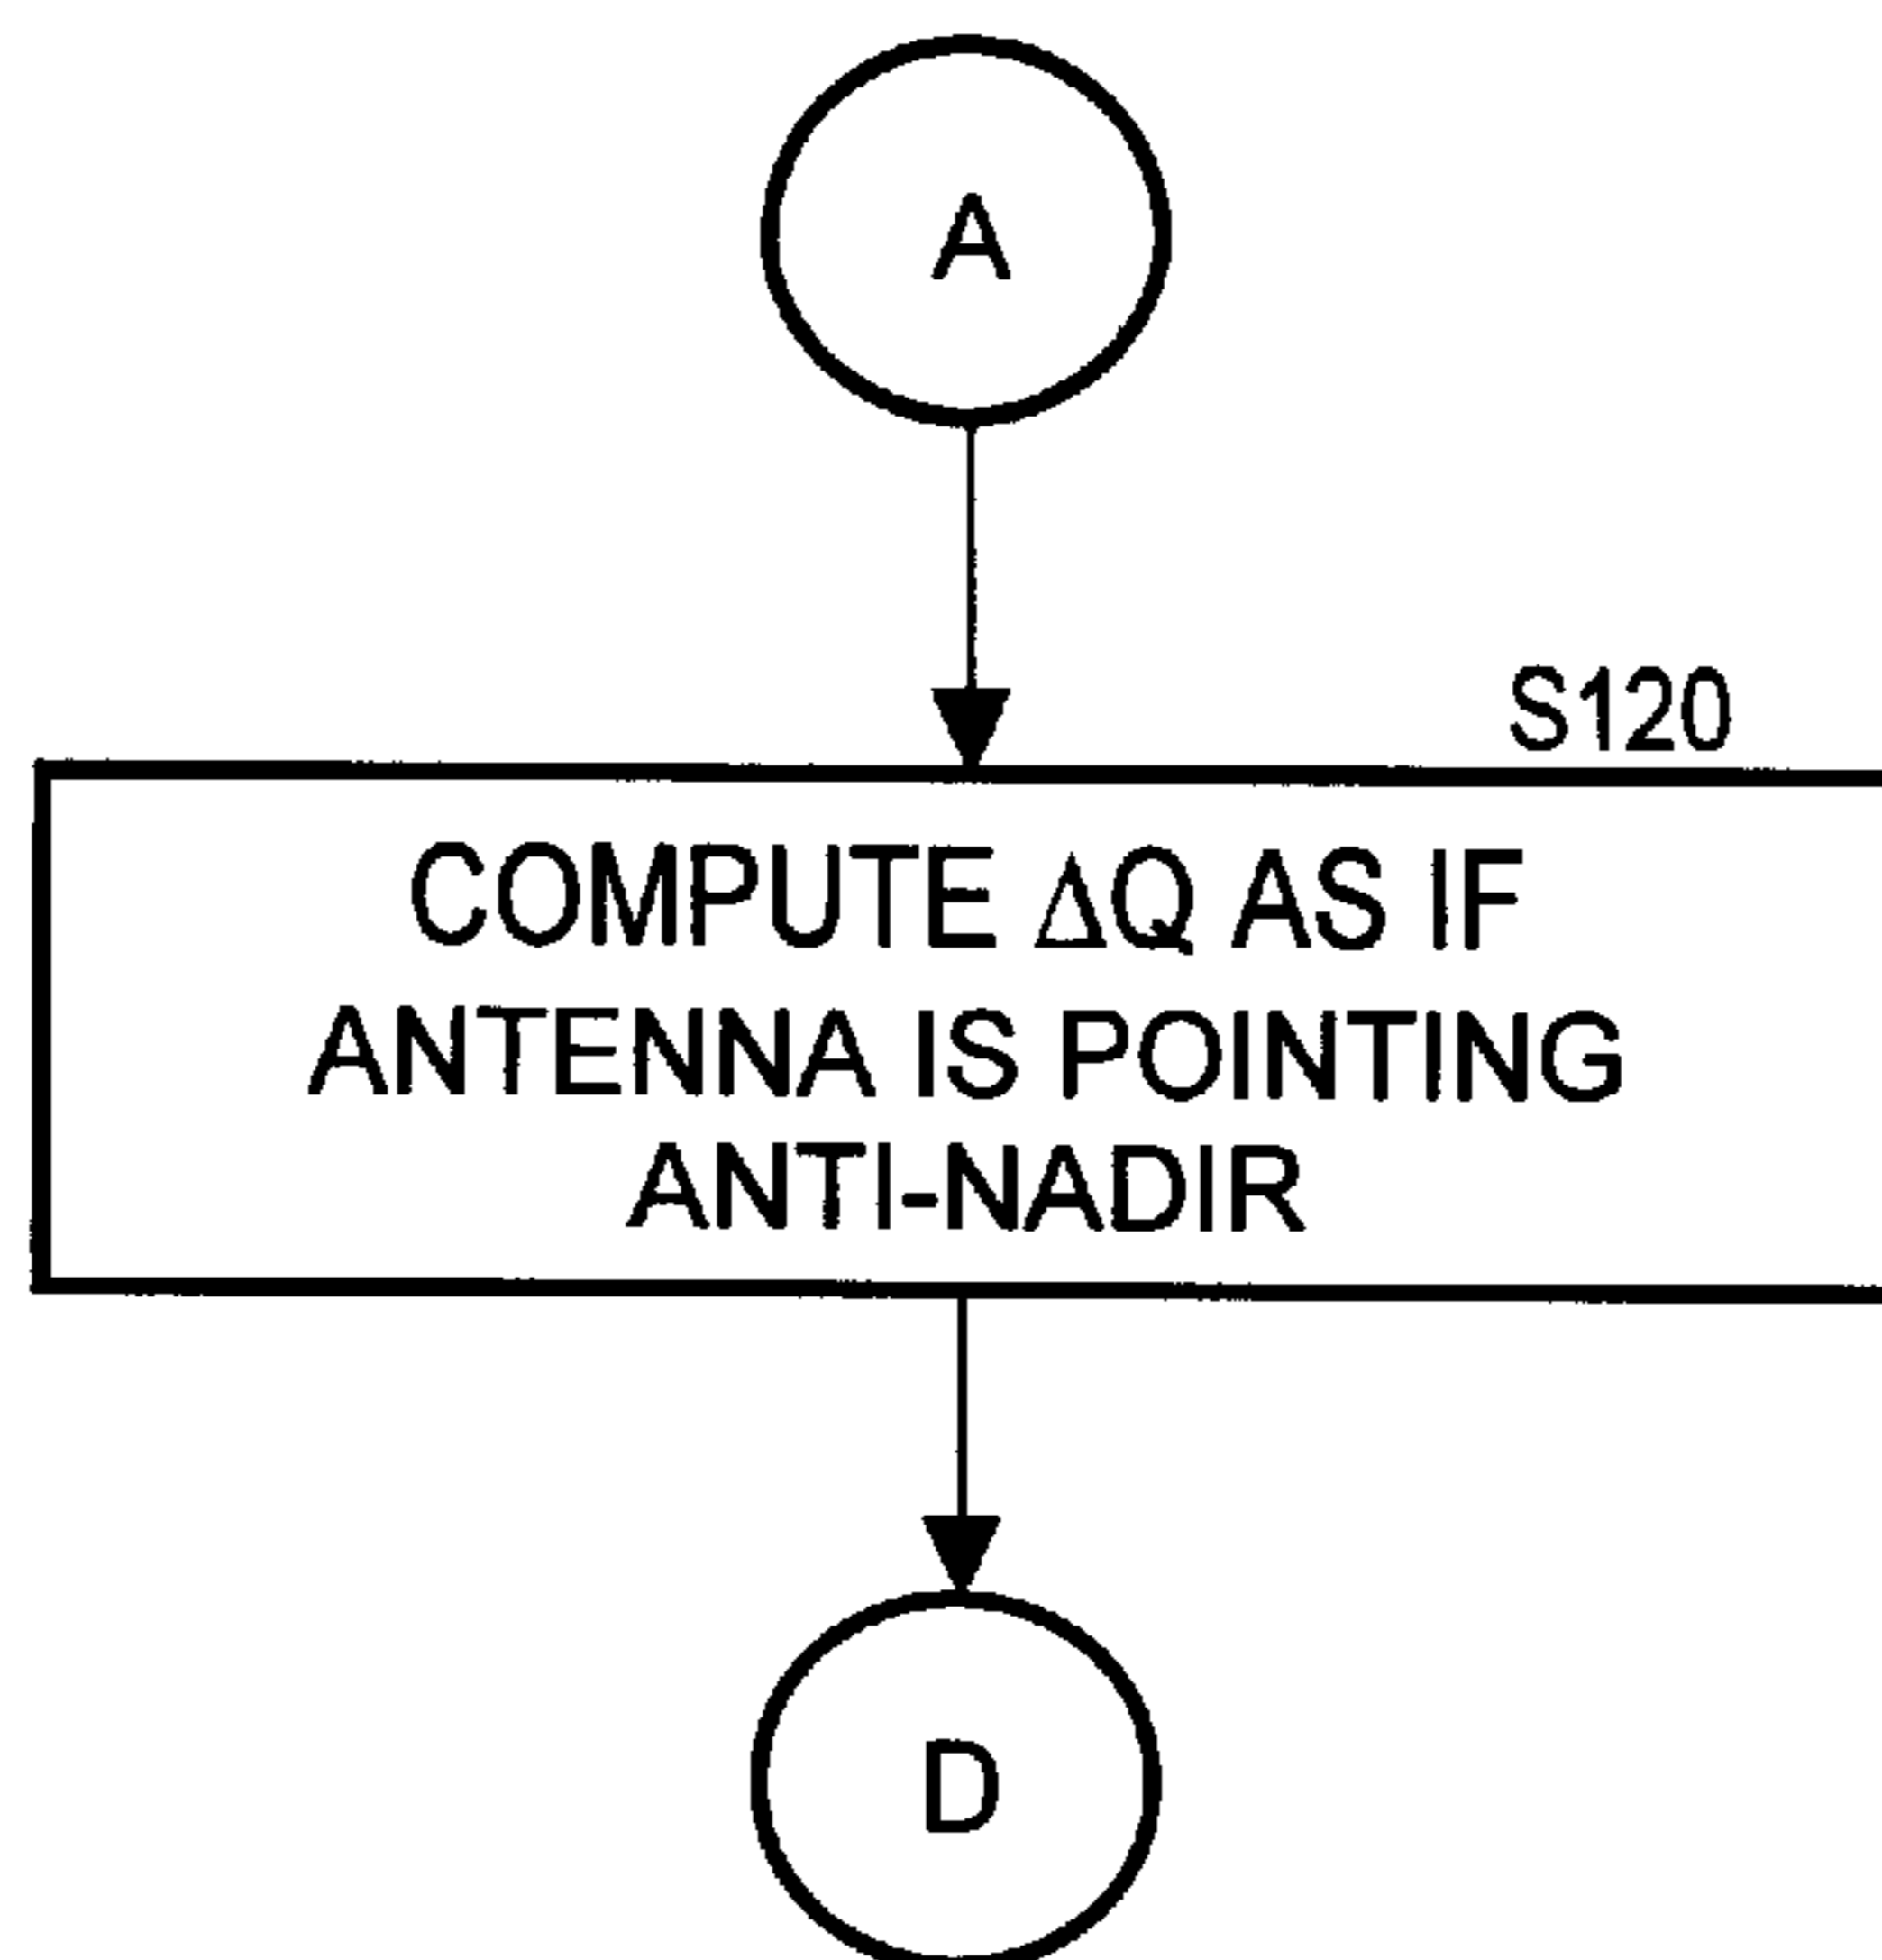 A
S120
COMPUTE ΔQ AS IF
ANTENNA IS POINTING
ANTI-NADIR
D